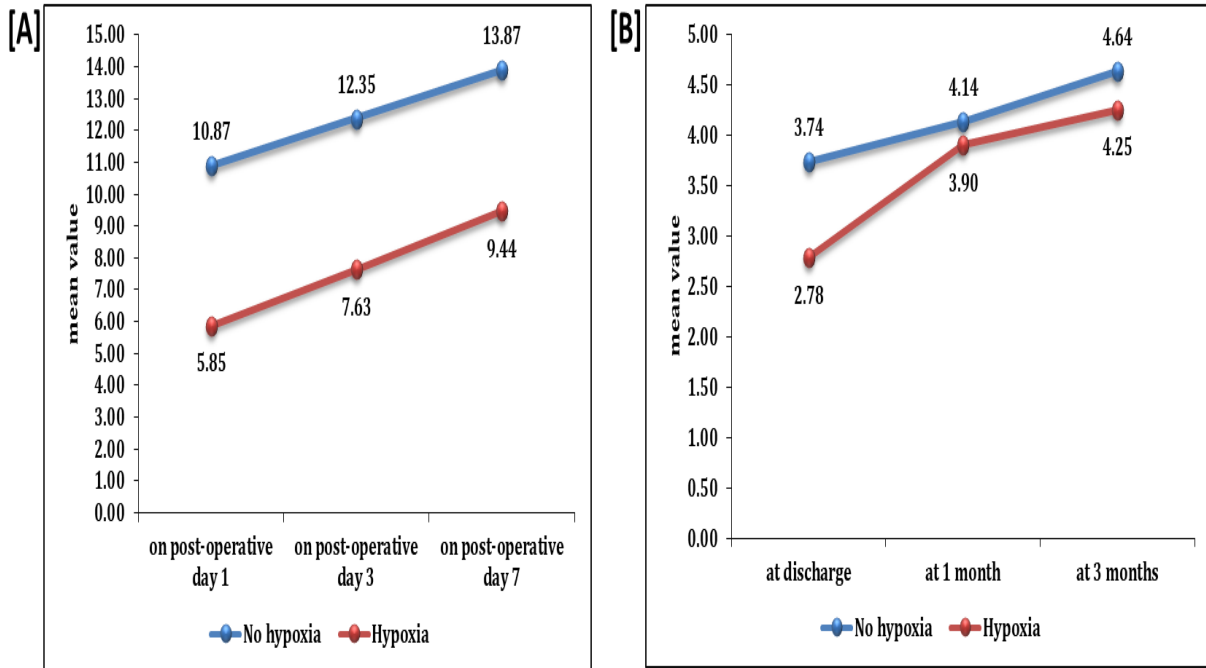 [A]
15.00
14.00
13.00
12.00
11.00
10.00
9.00
8.00
7.00
6.00
5.00
4.00
3.00
2.00
1.00
0.00
mean value
10.87
12.35
13.87
5.85
7.63
9.44
on post-operative day 1
on post-operative day 3
on post-operative day 7
No hypoxia
Hypoxia
[B]
5.00
4.50
4.00
3.50
3.00
2.50
2.00
1.50
1.00
0.50
0.00
mean value
3.74
4.14
4.64
2.78
3.90
4.25
at discharge
at 1 month
at 3 months
No hypoxia
Hypoxia